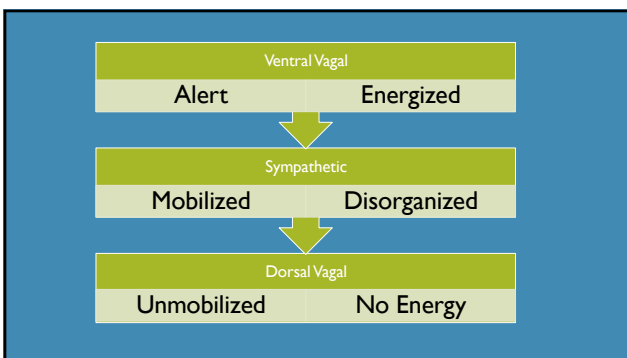 Ventral Vagal
Alert Energized
Sympathetic
Mobilized Disorganized
Dorsal Vagal
Unmobilized No Energy